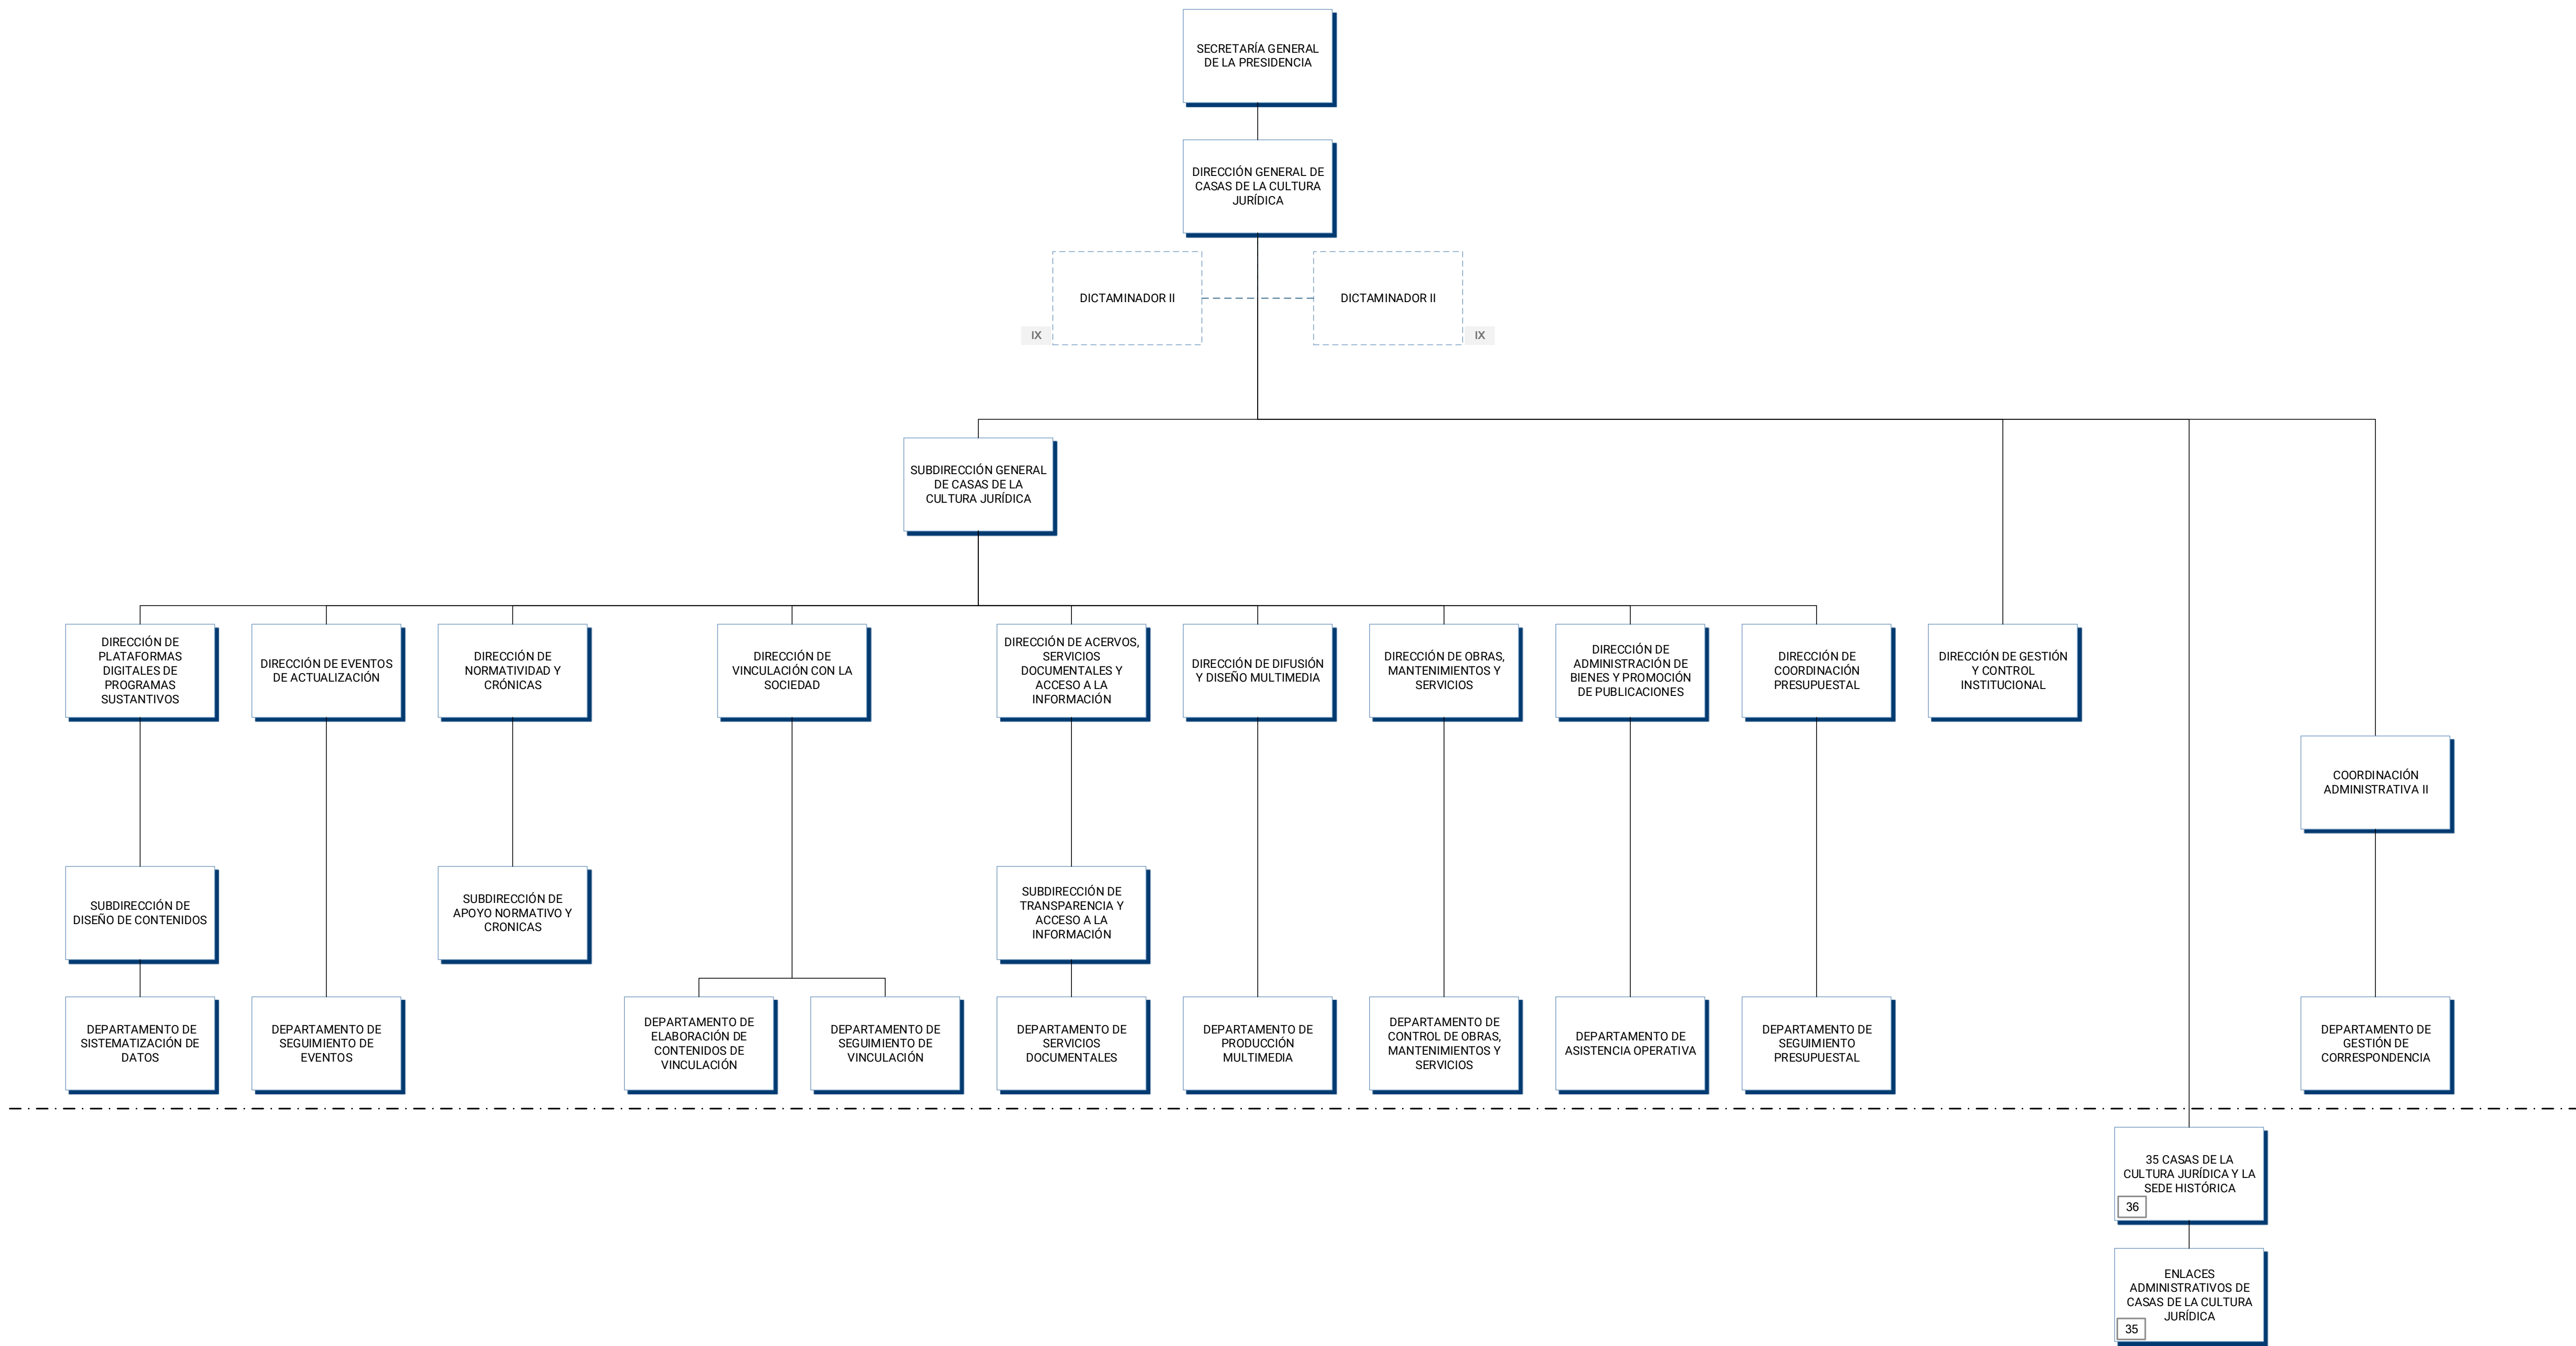 SECRETARÍA GENERAL
DE LA PRESIDENCIA
DIRECCIÓN GENERAL DE
CASAS DE LA CULTURA
JURÍDICA
DICTAMINADOR II
IX
DICTAMINADOR II
IX
SUBDIRECCIÓN GENERAL
DE CASAS DE LA
CULTURA JURÍDICA
DIRECCIÓN DE
PLATAFORMAS
DIGITALES DE
PROGRAMAS
SUSTANTIVOS
DIRECCIÓN DE EVENTOS
DE ACTUALIZACIÓN
DIRECCIÓN DE
NORMATIVIDAD Y
CRÓNICAS
DIRECCIÓN DE
VINCULACIÓN CON LA
SOCIEDAD
DIRECCIÓN DE ACERVOS,
SERVICIOS
DOCUMENTALES Y
ACCESO A LA
INFORMACIÓN
DIRECCIÓN DE DIFUSIÓN
Y DISEÑO MULTIMEDIA
DIRECCIÓN DE OBRAS,
MANTENIMIENTOS Y
SERVICIOS
DIRECCIÓN DE
ADMINISTRACIÓN DE
BIENES Y PROMOCIÓN
DE PUBLICACIONES
DIRECCIÓN DE
COORDINACIÓN
PRESUPUESTAL
DIRECCIÓN DE GESTIÓN
Y CONTROL
INSTITUCIONAL
COORDINACIÓN
ADMINISTRATIVA II
SUBDIRECCIÓN DE
DISEÑO DE CONTENIDOS
SUBDIRECCIÓN DE
APOYO NORMATIVO Y
CRONICAS
SUBDIRECCIÓN DE
TRANSPARENCIA Y
ACCESO A LA
INFORMACIÓN
DEPARTAMENTO DE
SISTEMATIZACIÓN DE
DATOS
DEPARTAMENTO DE
SEGUIMIENTO DE
EVENTOS
DEPARTAMENTO DE
ELABORACIÓN DE
CONTENIDOS DE
VINCULACIÓN
DEPARTAMENTO DE
SEGUIMIENTO DE
VINCULACIÓN
DEPARTAMENTO DE
SERVICIOS
DOCUMENTALES
DEPARTAMENTO DE
PRODUCCIÓN
MULTIMEDIA
DEPARTAMENTO DE
CONTROL DE OBRAS,
MANTENIMIENTOS Y
SERVICIOS
DEPARTAMENTO DE
ASISTENCIA OPERATIVA
DEPARTAMENTO DE
SEGUIMIENTO
PRESUPUESTAL
DEPARTAMENTO DE
GESTIÓN DE
CORRESPONDENCIA
35 CASAS DE LA
CULTURA JURÍDICA Y LA
SEDE HISTÓRICA
36
ENLACES
ADMINISTRATIVOS DE
CASAS DE LA CULTURA
JURÍDICA
35